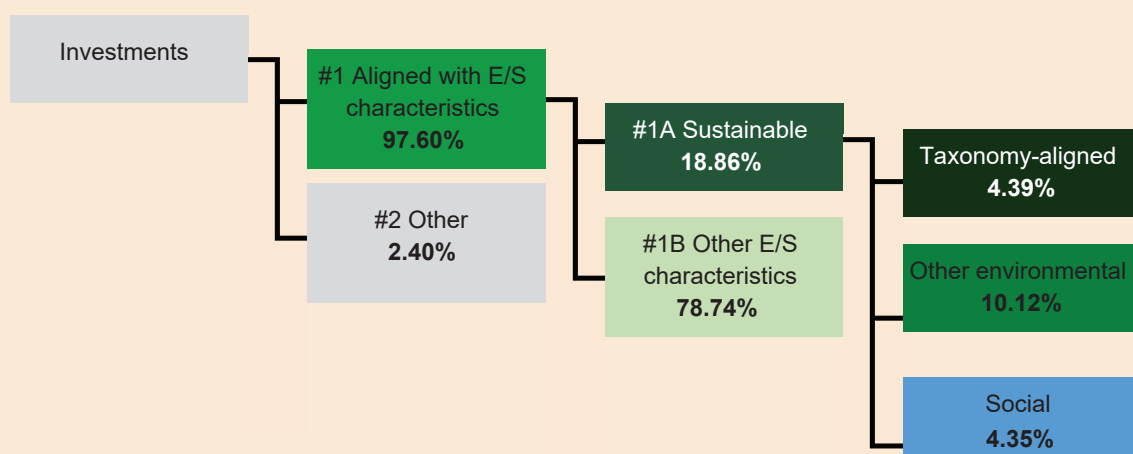 Investments
#1 Aligned with E/S
characteristics
97.60%
#2 Other
2.40%
#1A Sustainable
18.86%
#1B Other E/S
characteristics
78.74%
Taxonomy-aligned
4.39%
Other environmental
10.12%
Social
4.35%